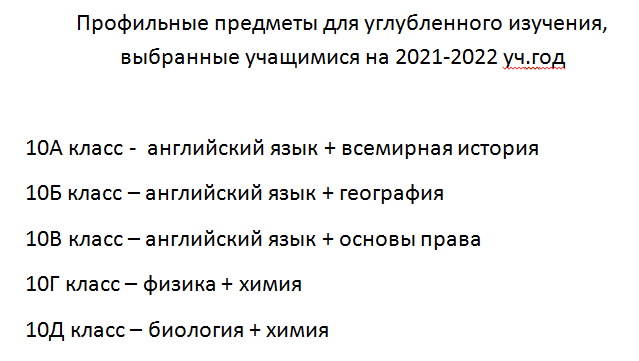 Профильные предметы для углубленного изучения,
выбранные учащимися на 2021-2022 уч.год
10А класс - английский язык + всемирная история
10Б класс – английский язык + география
10В класс – английский язык + основы права
10Г класс – физика + химия
10Д класс – биология + химия